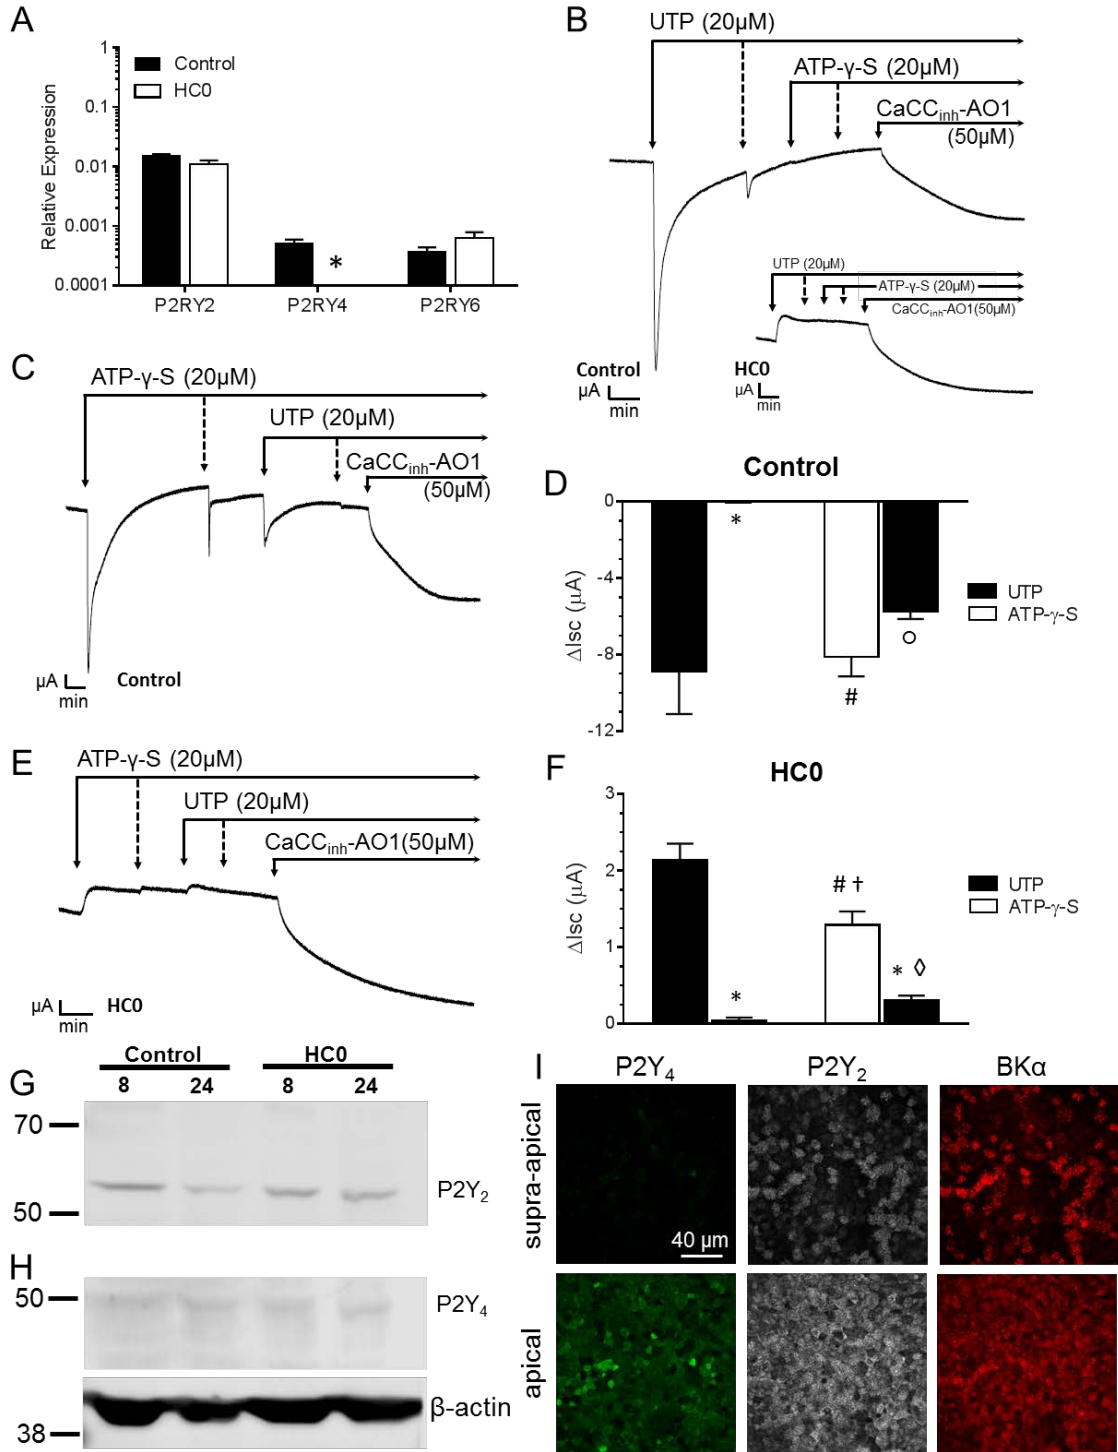 A
1
0.1
0.01
0.001
0.0001
Relative Expression
Control
HC0
*
P2RY2
P2RY4
P2RY6
B
UTP (20µM)
ATP-γ-S (20µM)
CaCCinh-AO1
(50µM)
Control
µA
min
UTP (20µM)
ATP-γ-S (20µM)
CaCCinh-AO1(50µM)
HC0
µA
min
C
ATP-γ-S (20µM)
UTP (20µM)
CaCCinh-AO1
(50µM)
µA
min
Control
D
Control
0
-4
-8
-12
ΔIsc (µA)
*
#
○
UTP
ATP-γ-S
E
ATP-γ-S (20µM)
UTP (20µM)
CaCCinh-AO1(50µM)
µA
min
HC0
F
HC0
3
2
1
0
ΔIsc (µA)
*
# †
* ◊
UTP
ATP-γ-S
G
Control
HC0
8
24
8
24
70
50
P2Y2
H
50
P2Y4
38
β-actin
I
P2Y4
P2Y2
BKα
supra-apical
40 µm
apical